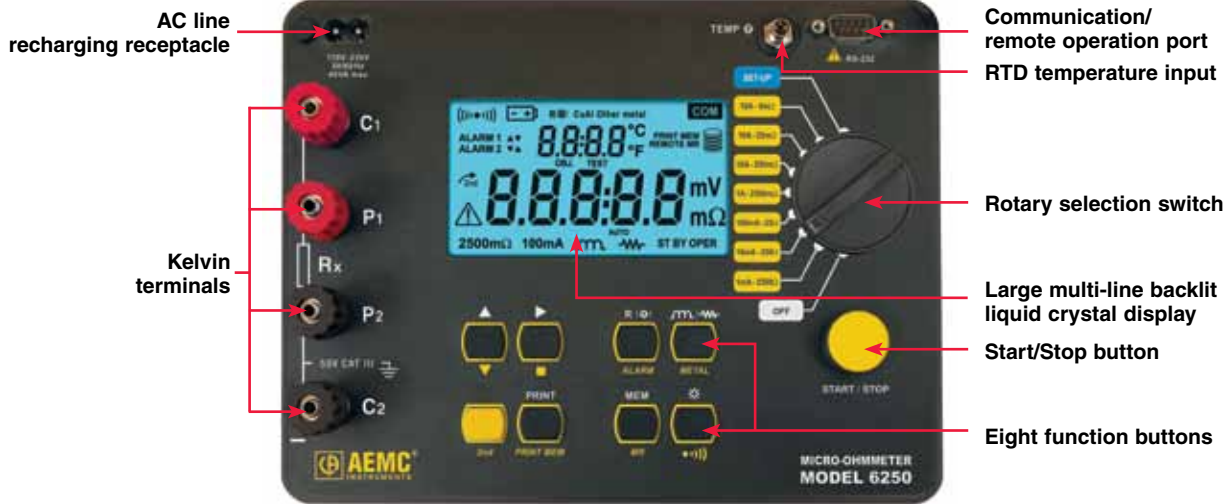 AC line
recharging receptacle
Kelvin
terminals
Communication/
remote operation port
RTD temperature input
Rotary selection switch
Large multi-line backlit
liquid crystal display
Start/Stop button
Eight function buttons
TEMP
RS-232
C1
P1
Rx
P2
50V CAT III
C2
AEMC
INSTRUMENTS
COM
CuAl Other metal
ALARM 1
ALARM 2
88:8.8 °C
°F
PRINT MEM
REMOTE MR
OBJ. TEST
8.8.8:8.8 mV
mΩ
AUTO
2500mΩ 100mA ST BY OPER
SET-UP
OFF
R(θ)
ALARM
METAL
PRINT
MEM
2nd
PRINT MEM
MR
START / STOP
MICRO-OHMMETER
MODEL 6250